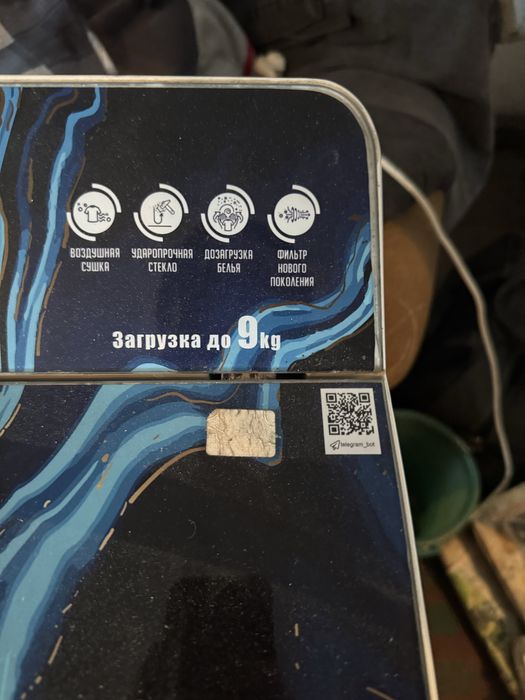 ВОЗДУШНАЯ
СУШКА
УДАРОПРОЧНАЯ
СТЕКЛО
ДОЗАГРУЗКА
БЕЛЬЯ
ФИЛЬТР
НОВОГО
ПОКОЛЕНИЯ
Загрузка до 9kg
telegram_bot